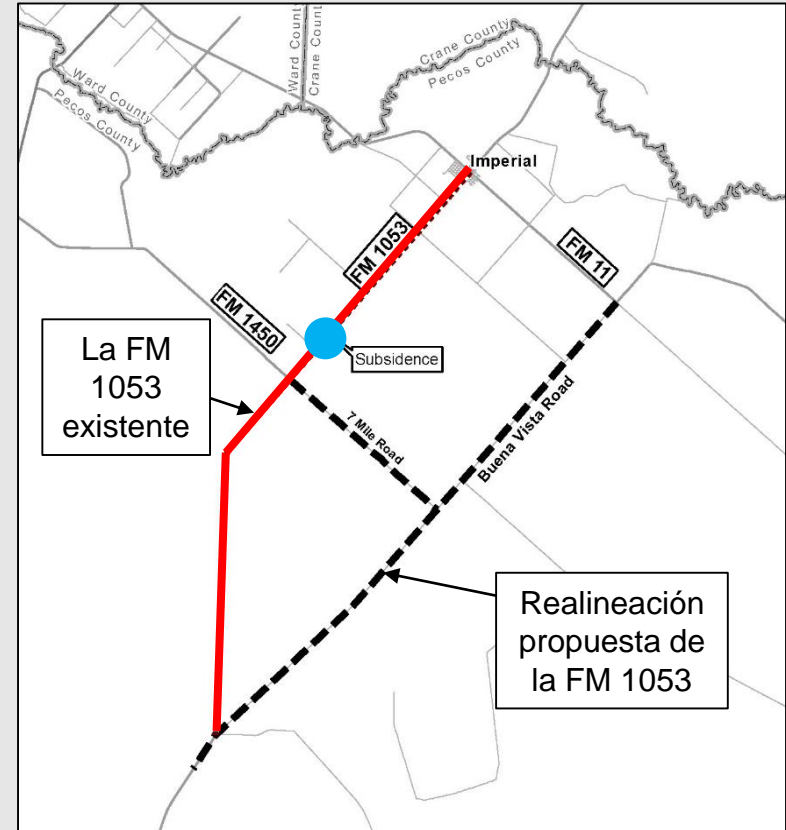 Ward County
Crane County
Crane County
Pecos County
Ward County
Pecos County
Imperial
FM 1053
FM 11
FM 1450
Subsidence
La FM
1053
existente
7 Mile Road
Buena Vista Road
Realineación
propuesta de
la FM 1053